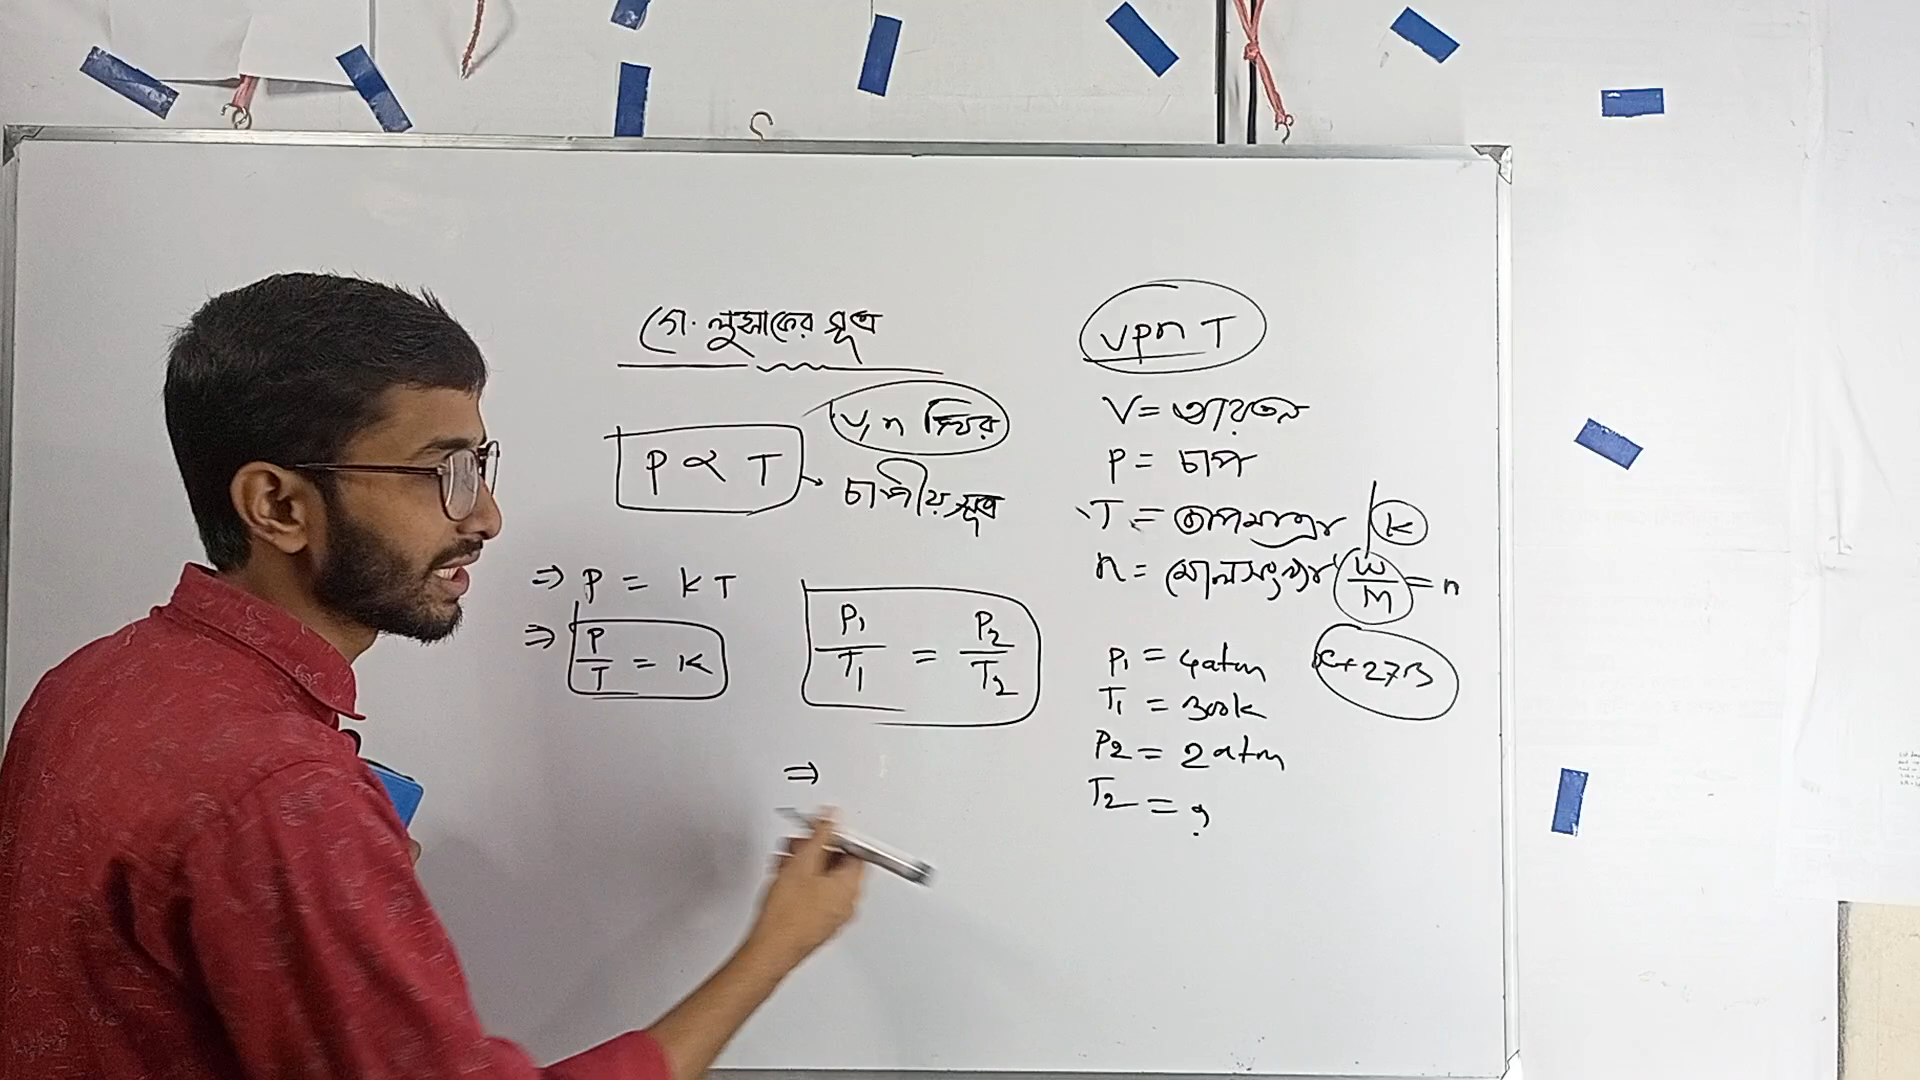 গে. লুসাকের সূত্র
P ∝ T
V, n স্থির
চাপীয় সূত্র
⇒ P = KT
⇒ P/T = K
P₁/T₁ = P₂/T₂
⇒
VPnT
V = আয়তন
P = চাপ
T = তাপমাত্রা K
n = মোলসংখ্যা W/M = n
P₁ = 4atm
T₁ = 300k
P₂ = 2atm
T₂ = ?
°C+273